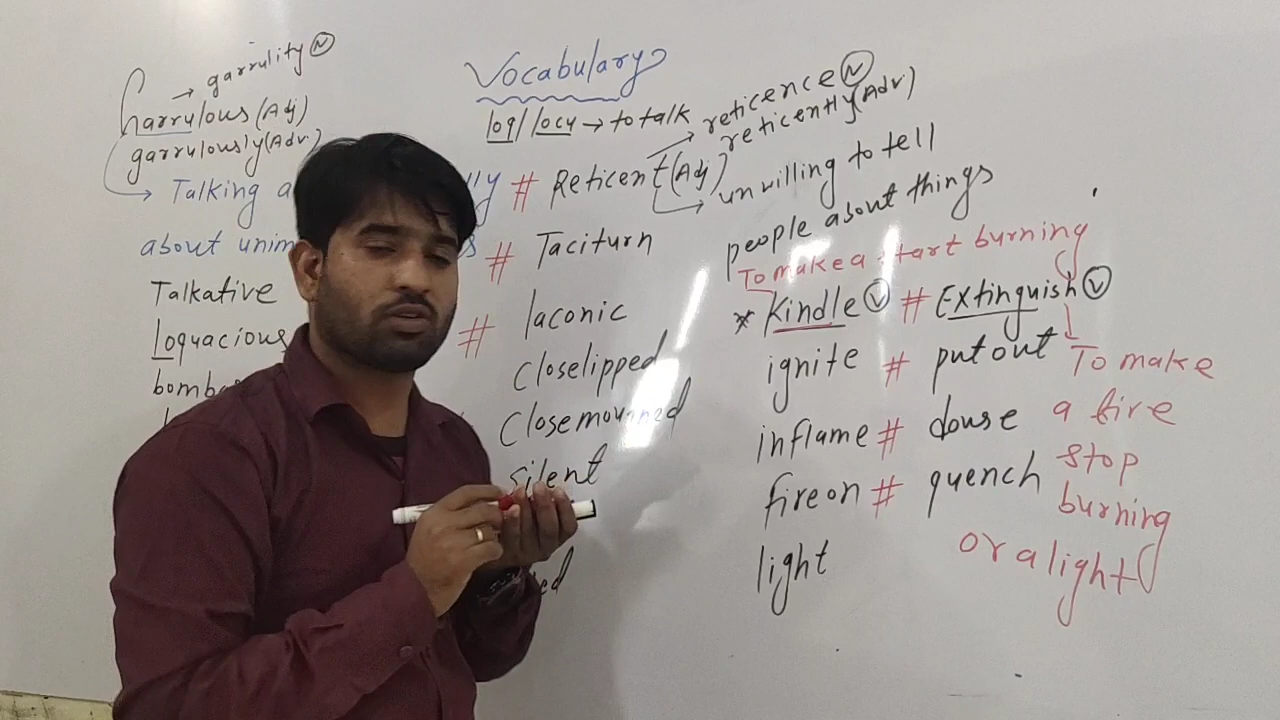 Vocabulary
log/locu → to talk
→ garrulity (N)
Garrulous (Adj)
garrulously (Adv.)
→ Talking a
about unim
Talkative
Loquacious
bomba
# Reticent (Adj)
→ reticence (N)
reticently (Adv)
→ unwilling to tell
people about things
# Taciturn
# laconic
Closelipped
Close
silent
To make a start burning
* Kindle (V) # Extinguish (V)
ignite # put out
inflame # douse
fire on # quench
light
To make
a fire
stop
burning
or a light